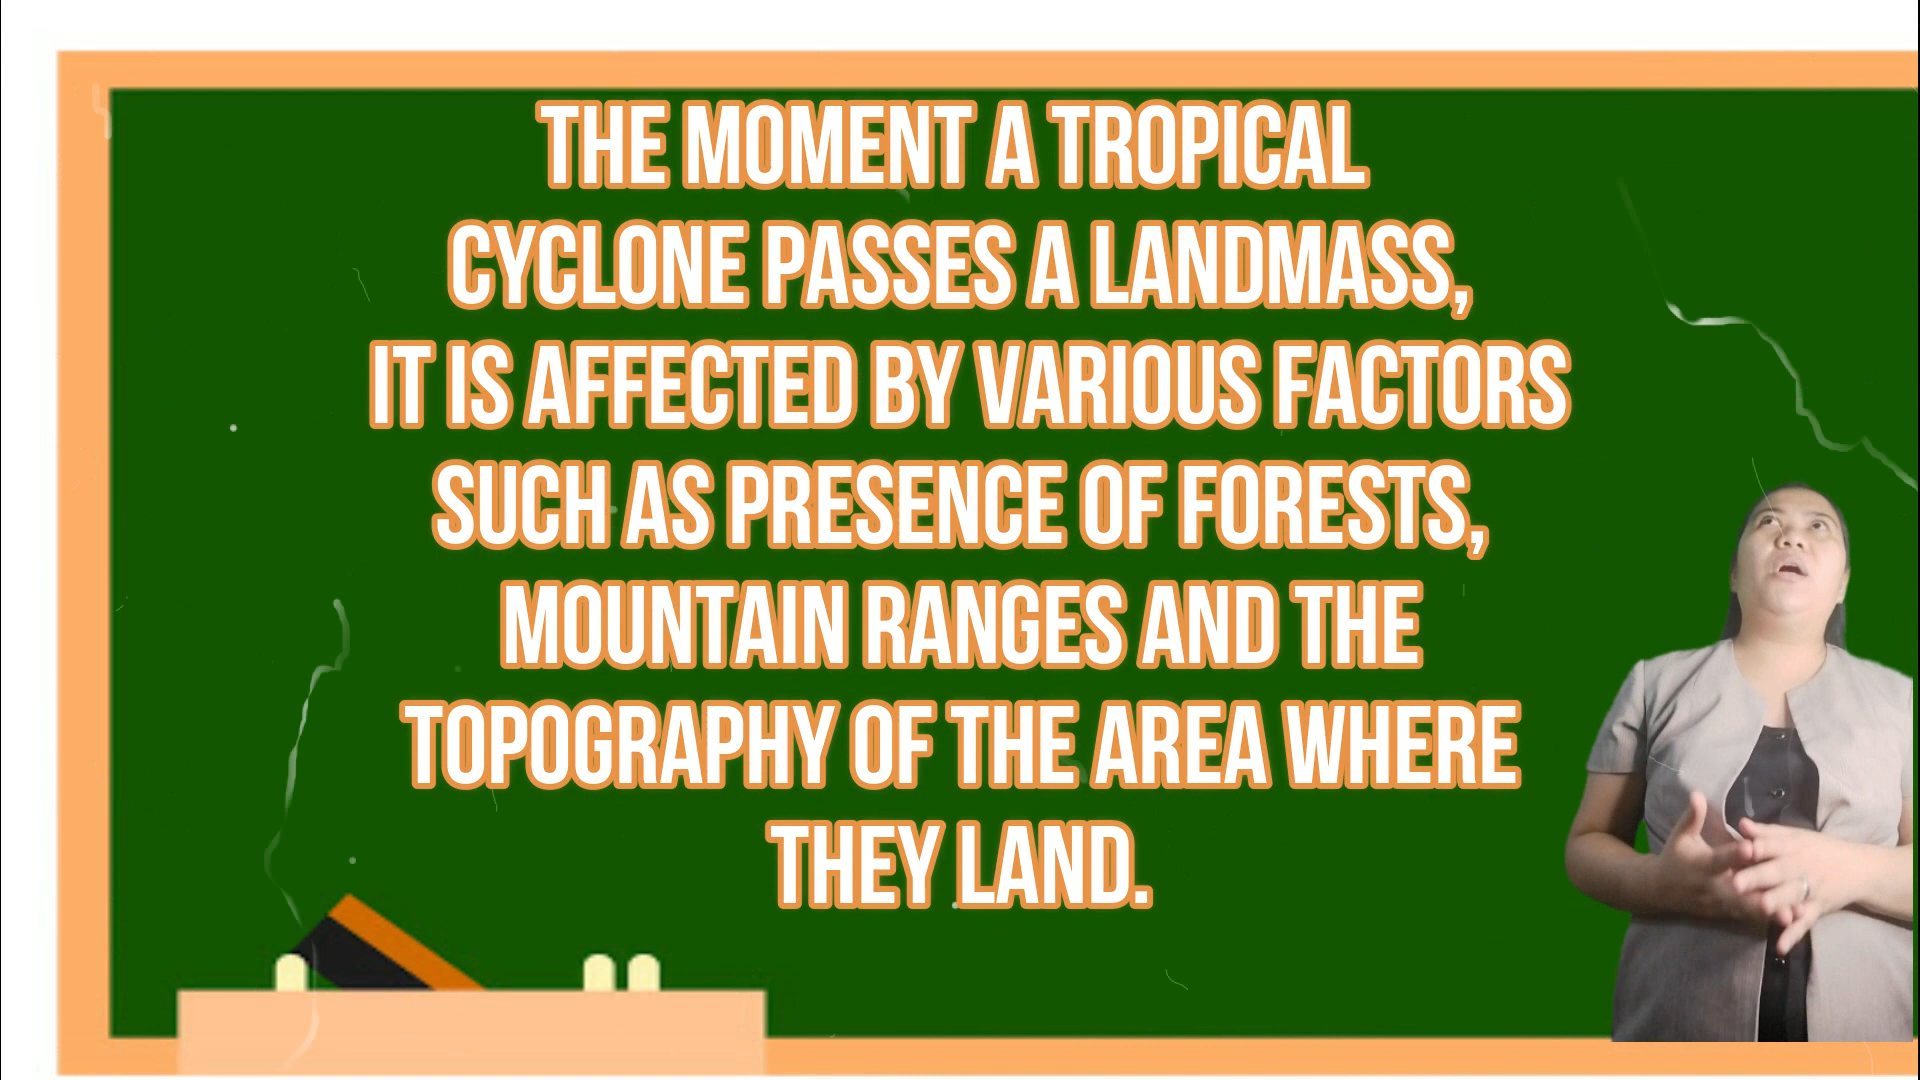 THE MOMENT A TROPICAL
CYCLONE PASSES A LANDMASS,
IT IS AFFECTED BY VARIOUS FACTORS
SUCH AS PRESENCE OF FORESTS,
MOUNTAIN RANGES AND THE
TOPOGRAPHY OF THE AREA WHERE
THEY LAND.